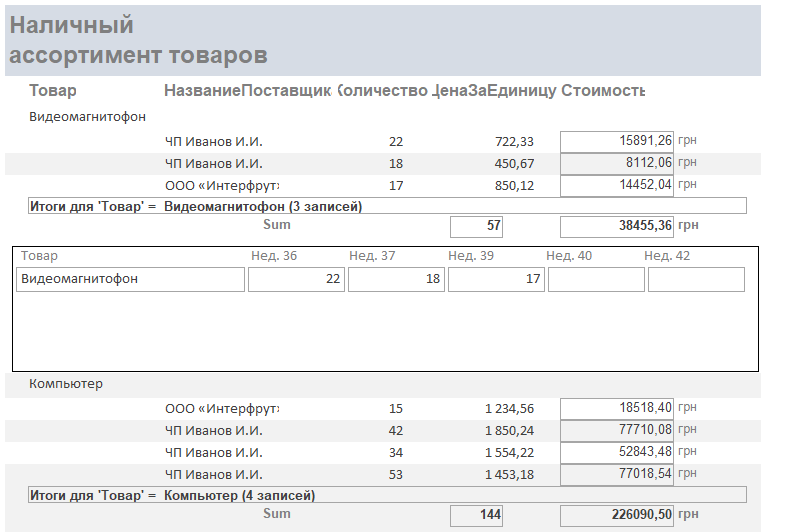 Наличный
ассортимент товаров
Товар НазваниеПоставщик Количество ЦенаЗаЕдиницу Стоимость
Видеомагнитофон
ЧП Иванов И.И. 22 722,33 15891,26 грн
ЧП Иванов И.И. 18 450,67 8112,06 грн
ООО «Интерфрут» 17 850,12 14452,04 грн
Итоги для 'Товар' = Видеомагнитофон (3 записей)
Sum 57 38455,36 грн
Товар Нед. 36 Нед. 37 Нед. 39 Нед. 40 Нед. 42
Видеомагнитофон 22 18 17
Компьютер
ООО «Интерфрут» 15 1 234,56 18518,40 грн
ЧП Иванов И.И. 42 1 850,24 77710,08 грн
ЧП Иванов И.И. 34 1 554,22 52843,48 грн
ЧП Иванов И.И. 53 1 453,18 77018,54 грн
Итоги для 'Товар' = Компьютер (4 записей)
Sum 144 226090,50 грн